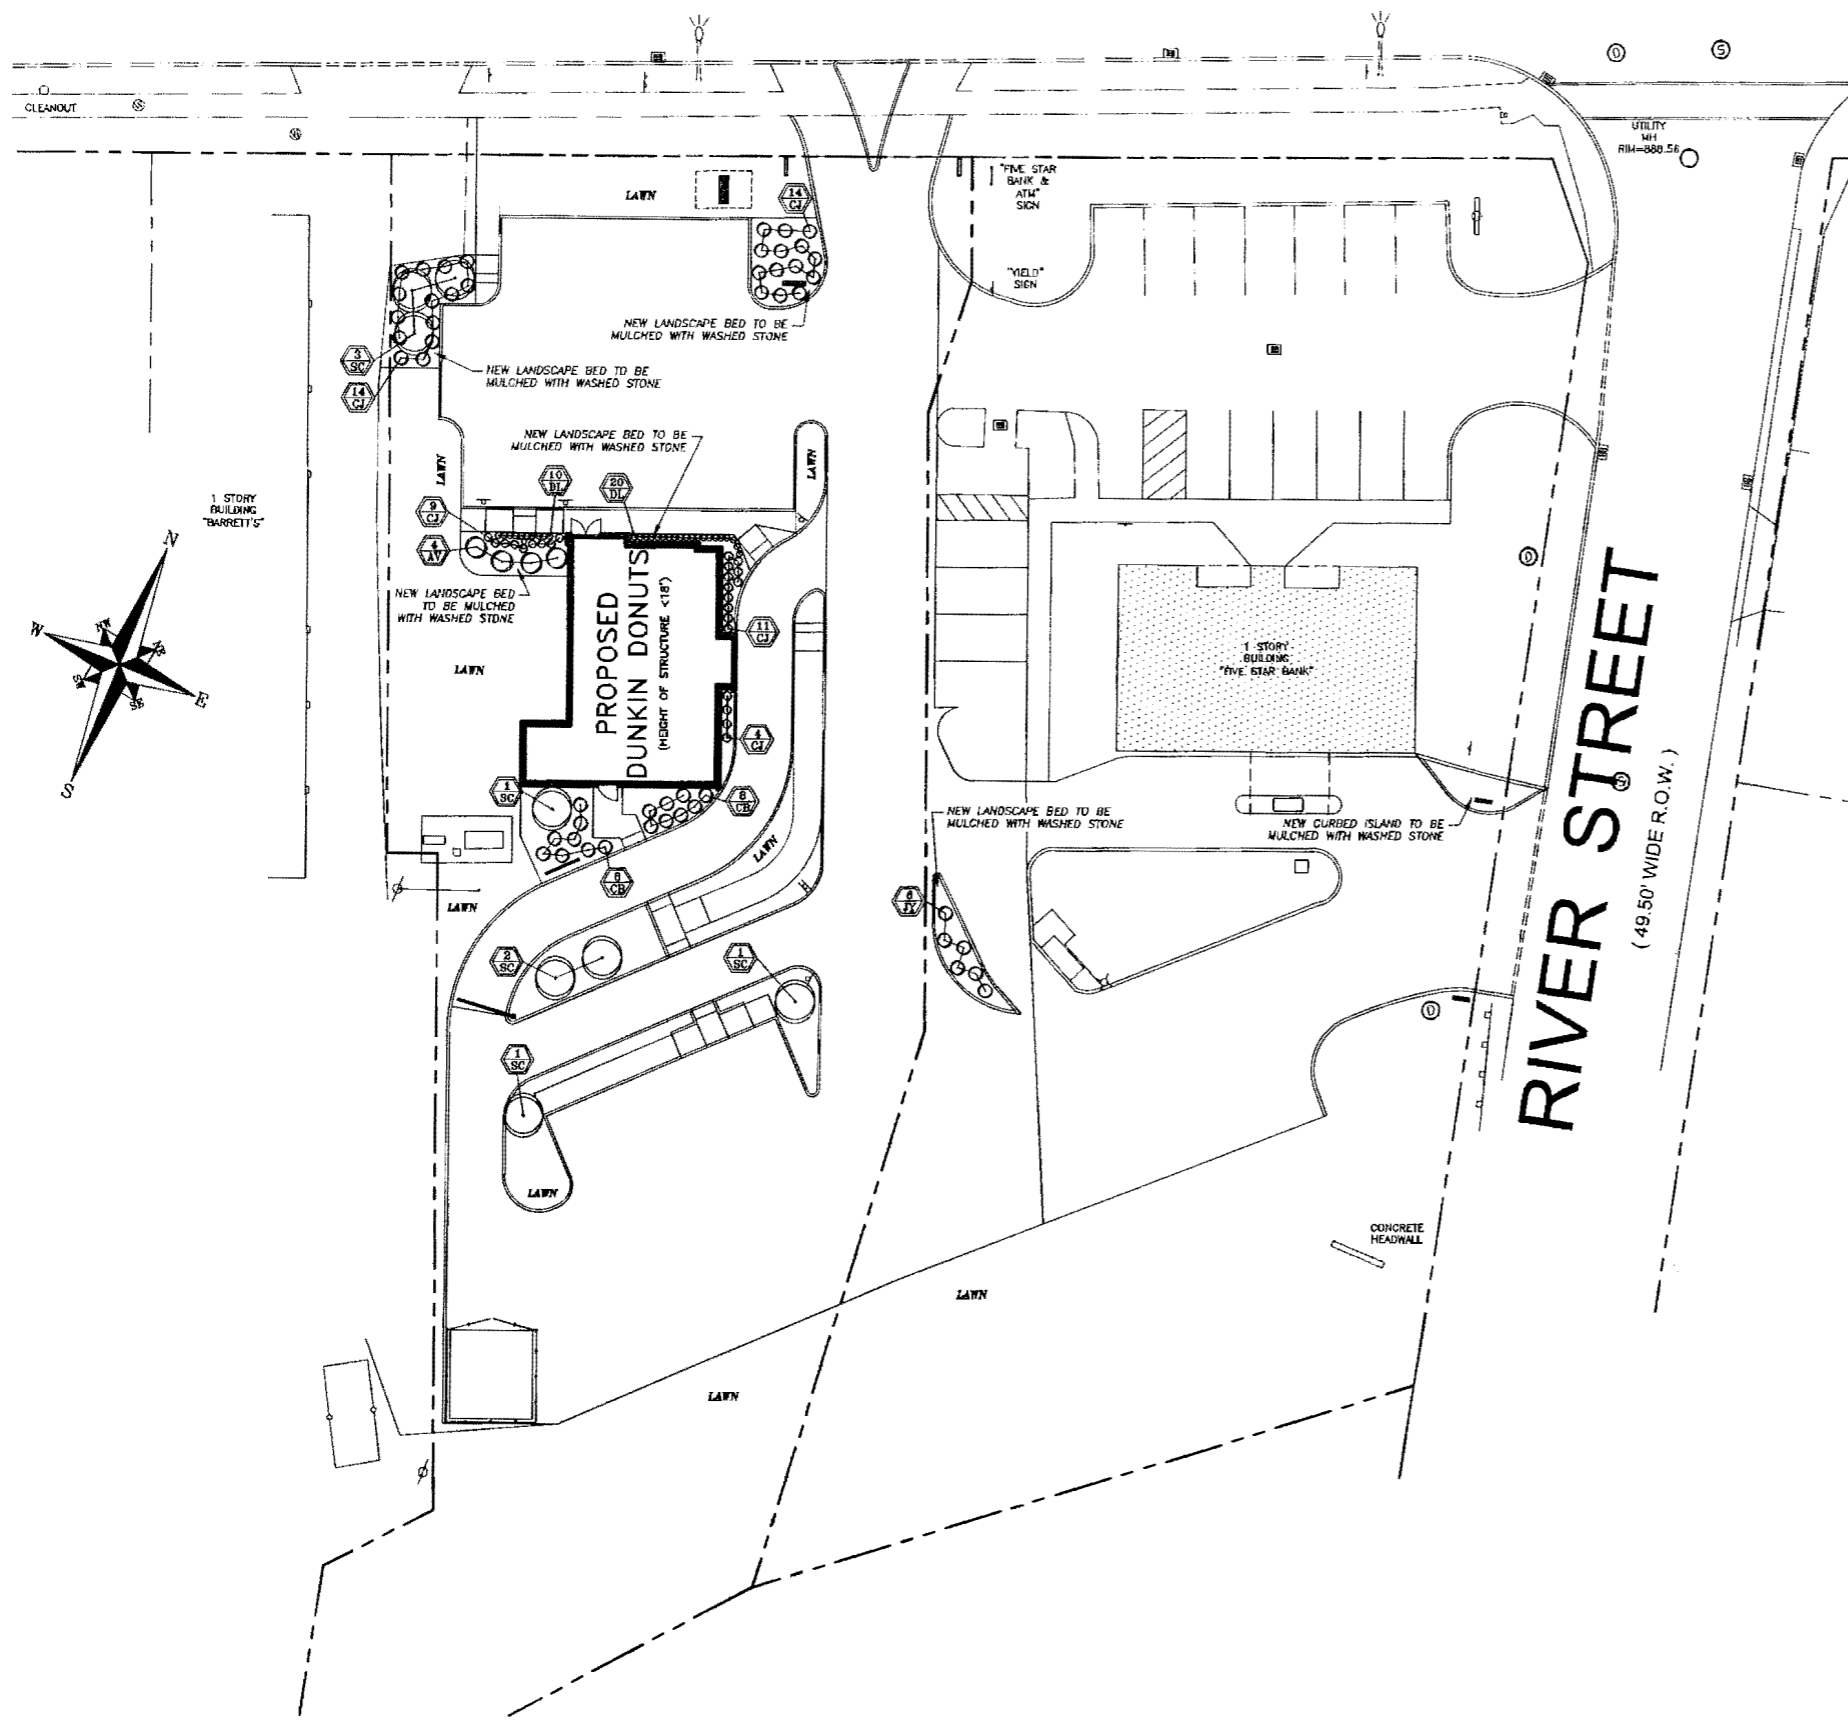 CLEANOUT
UTILITY
MH
RIM=888.56
"FIVE STAR
BANK &
ATM"
SIGN
LAWN
14
CJ
"YIELD"
SIGN
NEW LANDSCAPE BED TO BE
MULCHED WITH WASHED STONE
3
SC
14
CJ
NEW LANDSCAPE BED TO BE
MULCHED WITH WASHED STONE
NEW LANDSCAPE BED TO BE
MULCHED WITH WASHED STONE
LAWN
LAWN
1 STORY
BUILDING
"BARRETT'S"
10
DL
20
DL
9
CJ
4
AV
N
NW
W
E
SW
SE
S
NEW LANDSCAPE BED
TO BE MULCHED
WITH WASHED STONE
PROPOSED
DUNKIN DONUTS
(HEIGHT OF STRUCTURE <18')
11
CJ
LAWN
1 STORY
BUILDING
"FIVE STAR BANK"
4
CJ
1
SC
8
CB
NEW LANDSCAPE BED TO BE
MULCHED WITH WASHED STONE
NEW CURBED ISLAND TO BE
MULCHED WITH WASHED STONE
RIVER STREET
(49.50' WIDE R.O.W.)
LAWN
CB
LAWN
JY
2
SC
1
SC
1
SC
LAWN
CONCRETE
HEADWALL
LAWN
LAWN
D
S
D
D